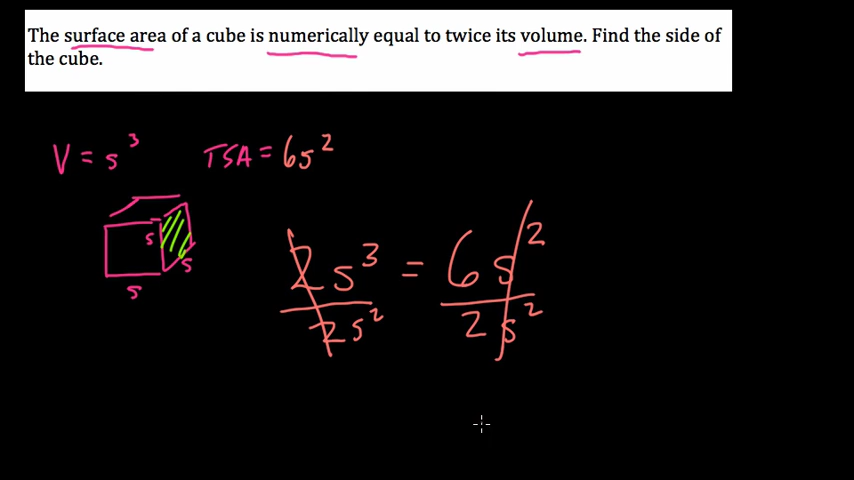 The surface area of a cube is numerically equal to twice its volume. Find the side of
the cube.
V = s³ TSA = 6s²
s
s
s
2s³ = 6s²
2s² 2s²